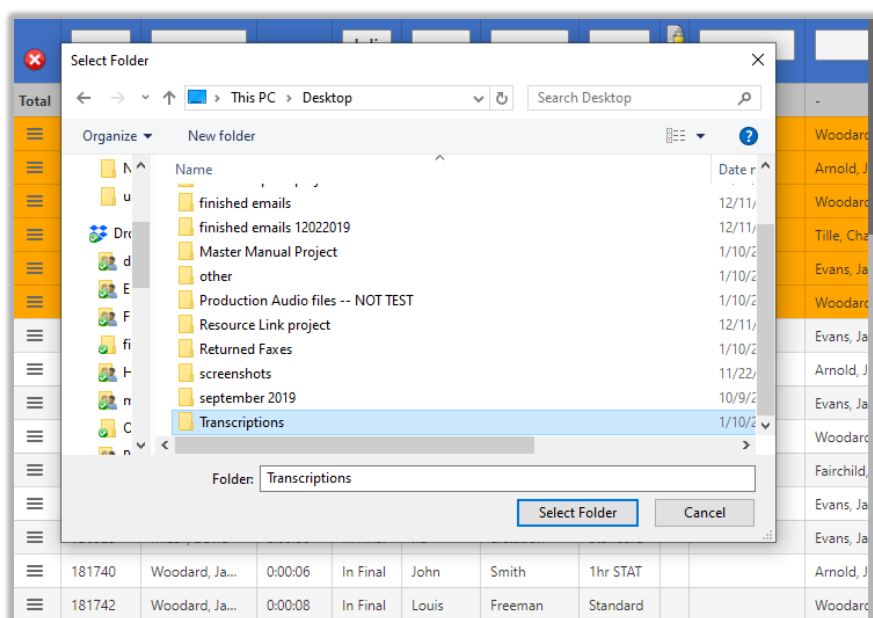 Select Folder
Total
This PC > Desktop
Search Desktop
-
Organize
New folder
?
Woodard
N
Name
Date r
Arnold, J
u
finished emails 12/11/
Woodard
Dro
finished emails 12022019 12/11/
Tille, Cha
d
Master Manual Project 1/10/2
other 1/10/2
Evans, Ja
E
Production Audio files -- NOT TEST 1/10/2
Woodard
F
Resource Link project 12/11/
Evans, Ja
fi
Returned Faxes 1/10/2
H
screenshots 11/22/
Arnold, J
m
september 2019 10/9/2
Evans, Ja
O
Transcriptions 1/10/2
Woodard
Folder: Transcriptions
Fairchild,
Select Folder
Cancel
Evans, Ja
Evans, Ja
181740 Woodard, Ja... 0:00:06 In Final John Smith 1hr STAT Arnold, J
181742 Woodard, Ja... 0:00:08 In Final Louis Freeman Standard Woodard